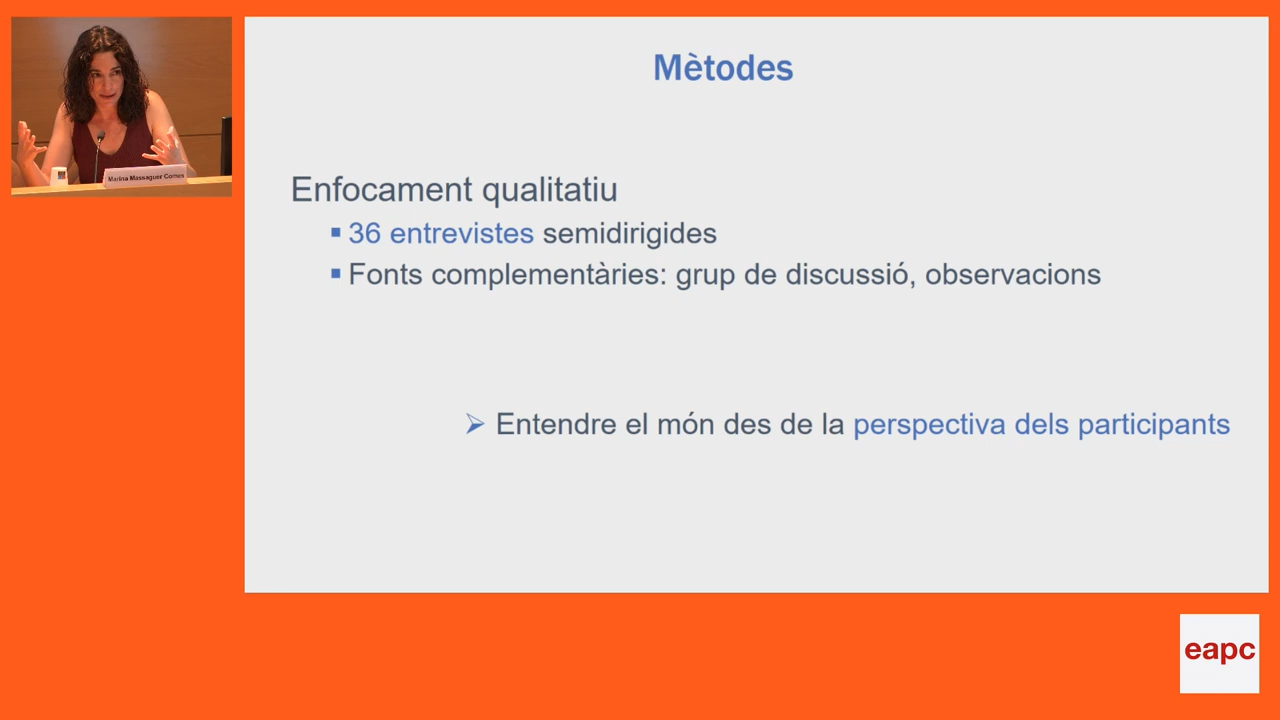 Marina Massaguer Comes
Mètodes
Enfocament qualitatiu
▪ 36 entrevistes semidirigides
▪ Fonts complementàries: grup de discussió, observacions
➢ Entendre el món des de la perspectiva dels participants
eapc